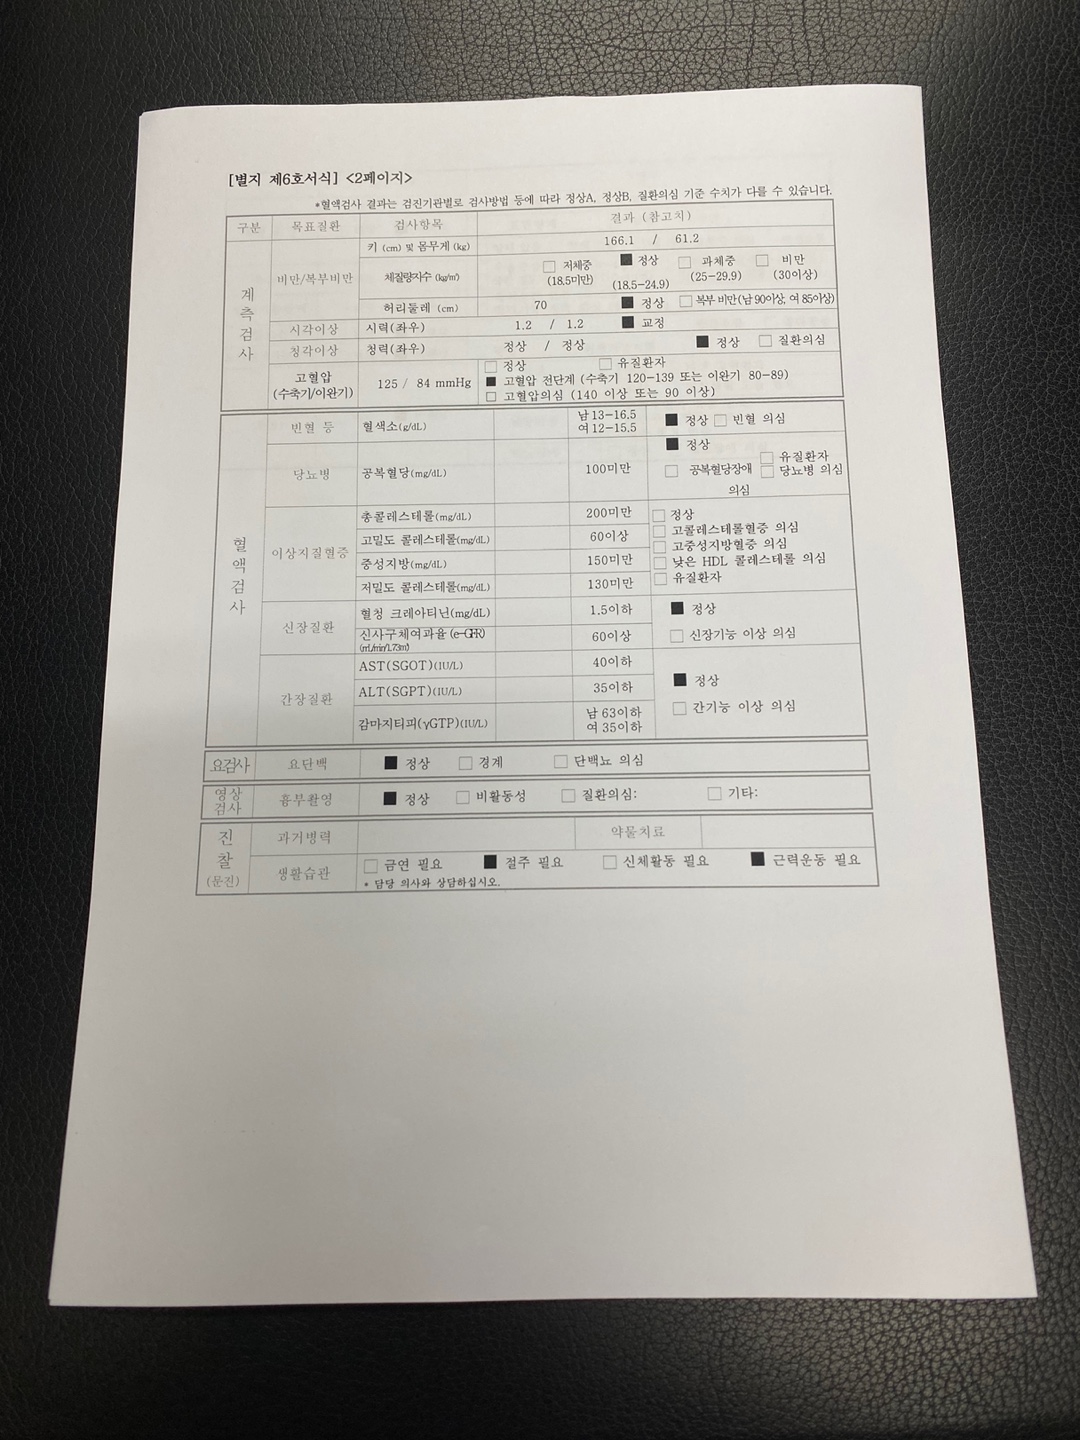 [별지 제6호서식] <2페이지>
*혈액검사 결과는 검진기관별로 검사방법 등에 따라 정상A, 정상B, 질환의심 기준 수치가 다를 수 있습니다.
구분 목표질환 검사항목 결과 (참고치)
계측검사
비만/복부비만
키 (cm) 및 몸무게 (kg) 166.1 / 61.2
체질량지수 (kg/㎡) □ 저체중 (18.5미만) ■ 정상 (18.5-24.9) □ 과체중 (25-29.9) □ 비만 (30이상)
허리둘레 (cm) 70 ■ 정상 □ 복부 비만(남 90이상, 여 85이상)
시각이상 시력(좌우) 1.2 / 1.2 ■ 교정
청각이상 청력(좌우) 정상 / 정상 ■ 정상 □ 질환의심
고혈압 (수축기/이완기) 125 / 84 mmHg
□ 정상 □ 유질환자
■ 고혈압 전단계 (수축기 120-139 또는 이완기 80-89)
□ 고혈압의심 (140 이상 또는 90 이상)
혈액검사
빈혈 등 혈색소(g/dL) 남 13-16.5 여 12-15.5 ■ 정상 □ 빈혈 의심
당뇨병 공복혈당(mg/dL) 100미만
■ 정상 □ 유질환자
□ 공복혈당장애 의심 □ 당뇨병 의심
이상지질혈증
총콜레스테롤(mg/dL) 200미만
고밀도 콜레스테롤(mg/dL) 60이상
중성지방(mg/dL) 150미만
저밀도 콜레스테롤(mg/dL) 130미만
□ 정상
□ 고콜레스테롤혈증 의심
□ 고중성지방혈증 의심
□ 낮은 HDL 콜레스테롤 의심
□ 유질환자
신장질환
혈청 크레아티닌(mg/dL) 1.5이하 ■ 정상
신사구체여과율(e-GFR) (mL/min/1.73㎡) 60이상 □ 신장기능 이상 의심
간장질환
AST(SGOT)(IU/L) 40이하
ALT(SGPT)(IU/L) 35이하 ■ 정상
감마지티피(γGTP)(IU/L) 남 63이하 여 35이하 □ 간기능 이상 의심
요검사 요단백 ■ 정상 □ 경계 □ 단백뇨 의심
영상검사 흉부촬영 ■ 정상 □ 비활동성 □ 질환의심: □ 기타:
진찰 (문진)
과거병력 약물치료
생활습관 □ 금연 필요 ■ 절주 필요 □ 신체활동 필요 ■ 근력운동 필요
* 담당 의사와 상담하십시오.